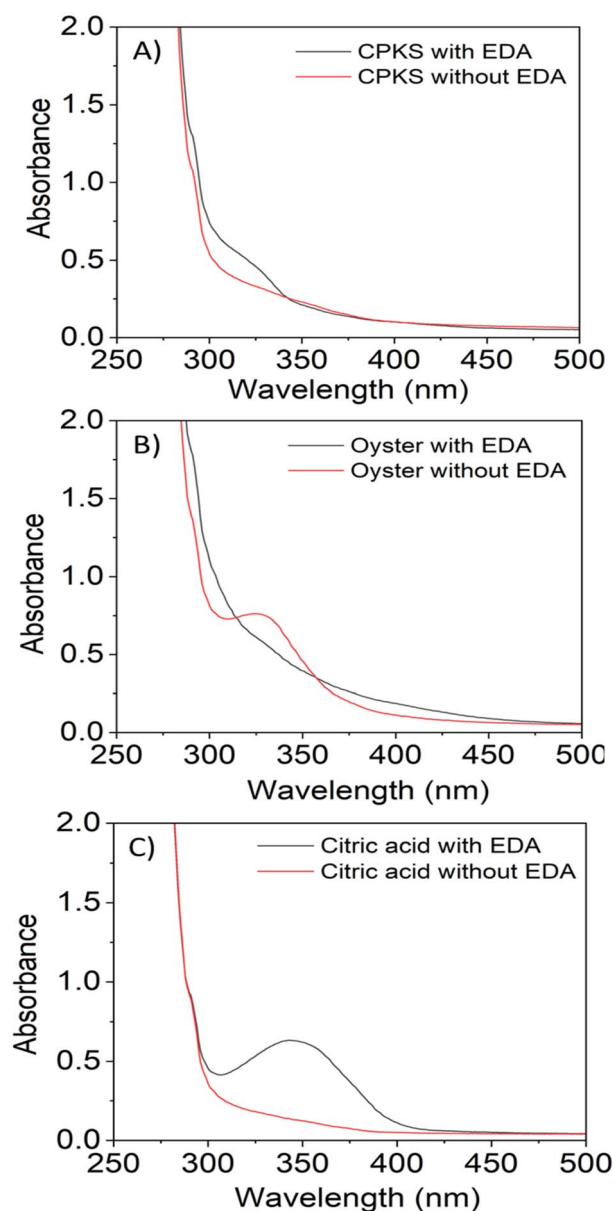 A)
CPKS with EDA
CPKS without EDA
2.0
1.5
1.0
0.5
0.0
Absorbance
250 300 350 400 450 500
Wavelength (nm)
B)
Oyster with EDA
Oyster without EDA
2.0
1.5
1.0
0.5
0.0
Absorbance
250 300 350 400 450 500
Wavelength (nm)
C)
Citric acid with EDA
Citric acid without EDA
2.0
1.5
1.0
0.5
0.0
Absorbance
250 300 350 400 450 500
Wavelength (nm)